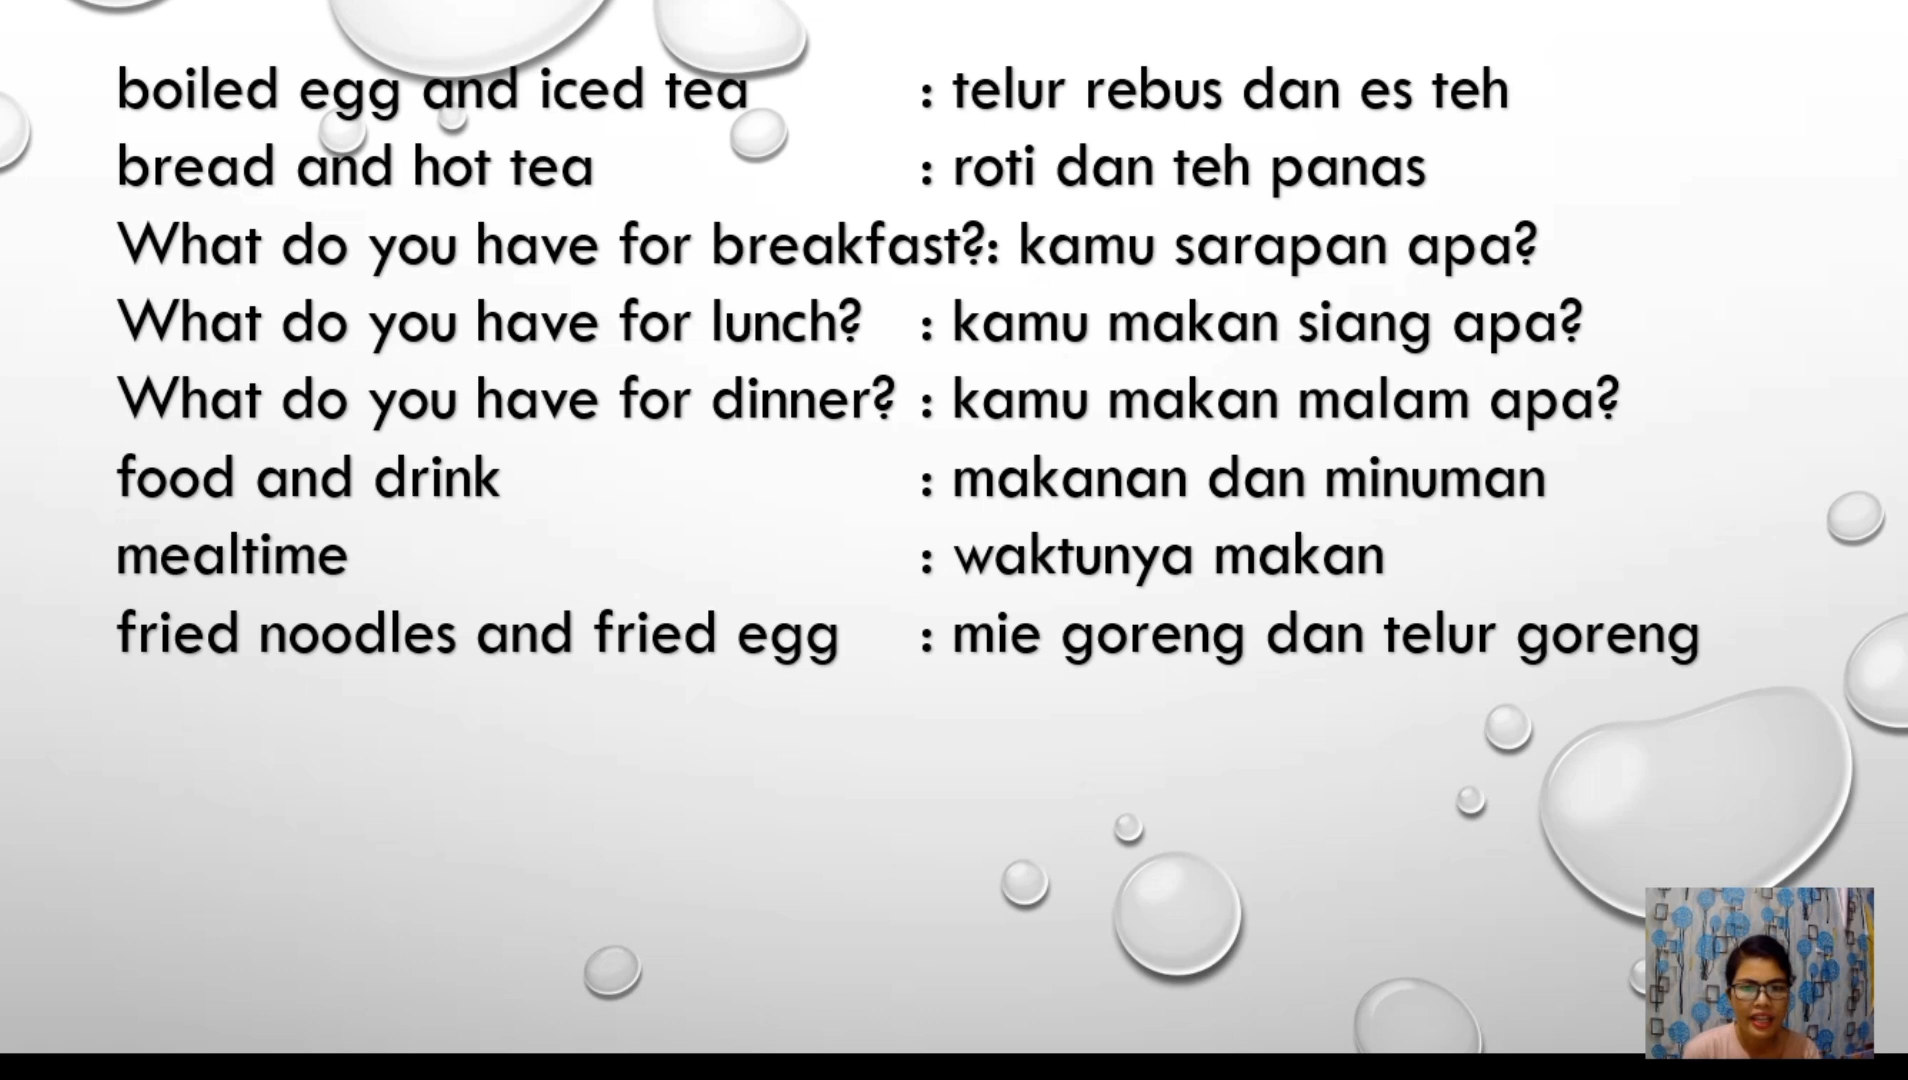 boiled egg and iced tea : telur rebus dan es teh
bread and hot tea : roti dan teh panas
What do you have for breakfast?: kamu sarapan apa?
What do you have for lunch? : kamu makan siang apa?
What do you have for dinner? : kamu makan malam apa?
food and drink : makanan dan minuman
mealtime : waktunya makan
fried noodles and fried egg : mie goreng dan telur goreng